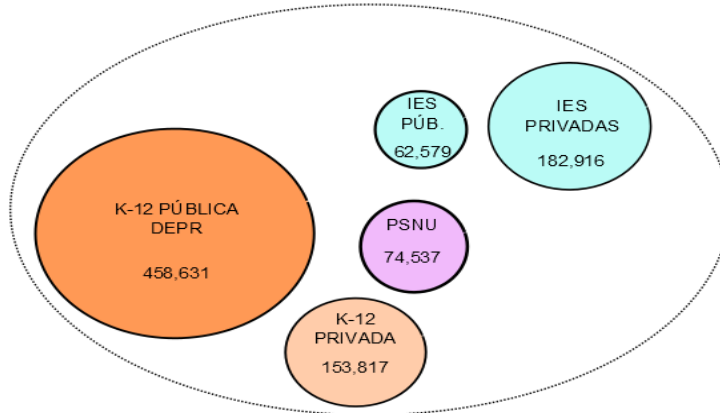 IES
PÚB.
62,579
IES
PRIVADAS
182,916
K-12 PÚBLICA
DEPR
458,631
PSNU
74,537
K-12
PRIVADA
153,817